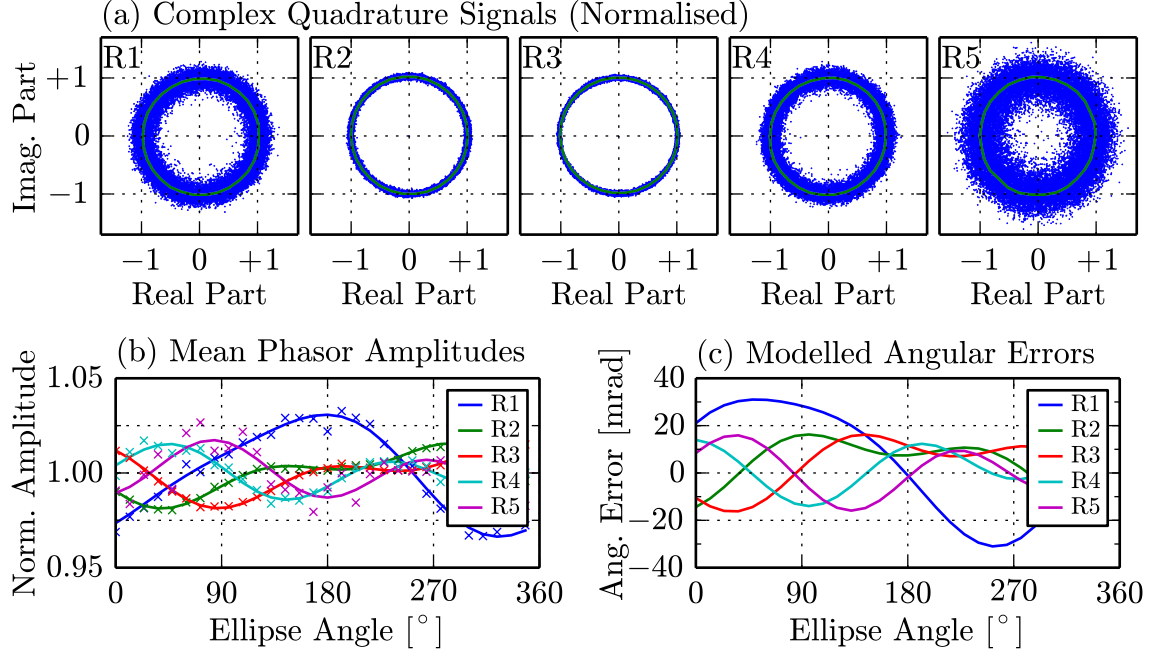 (a) Complex Quadrature Signals (Normalised)
R1 R2 R3 R4 R5
Imag. Part
+1
0
−1
−1 0 +1 −1 0 +1 −1 0 +1 −1 0 +1 −1 0 +1
Real Part Real Part Real Part Real Part Real Part
(b) Mean Phasor Amplitudes
Norm. Amplitude
1.05
1.00
0.95
R1
R2
R3
R4
R5
0 90 180 270 360
Ellipse Angle [°]
(c) Modelled Angular Errors
Ang. Error [mrad]
40
20
0
−20
−40
R1
R2
R3
R4
R5
0 90 180 270 360
Ellipse Angle [°]